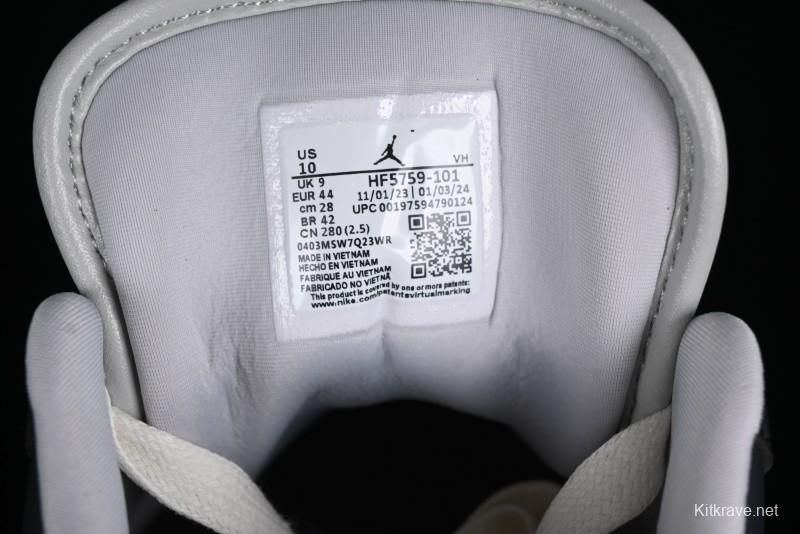 US
10
VH
UK 9
HF5759-101
EUR 44
11/01/23 | 01/03/24
cm 28
UPC 00197594790124
BR 42
CN 280 (2.5)
0403MSW7Q23WR
MADE IN VIETNAM
HECHO EN VIETNAM
FABRIQUE AU VIETNAM
FABRICADO NO VIETNÃ
This product is covered by one or more patents:
www.nike.com/patentsvirtualmarking
Kitkrave.net